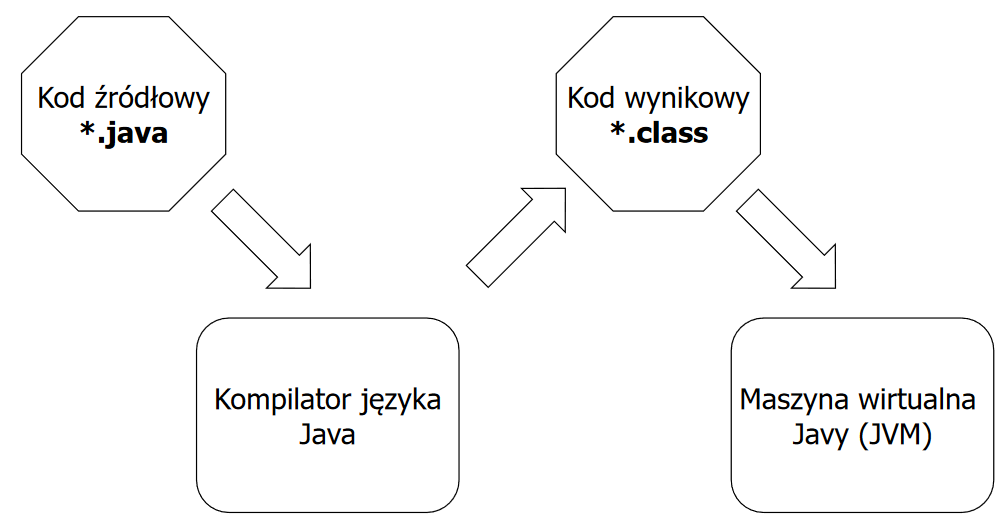 Kod źródłowy
*.java
Kod wynikowy
*.class
Kompilator języka
Java
Maszyna wirtualna
Javy (JVM)